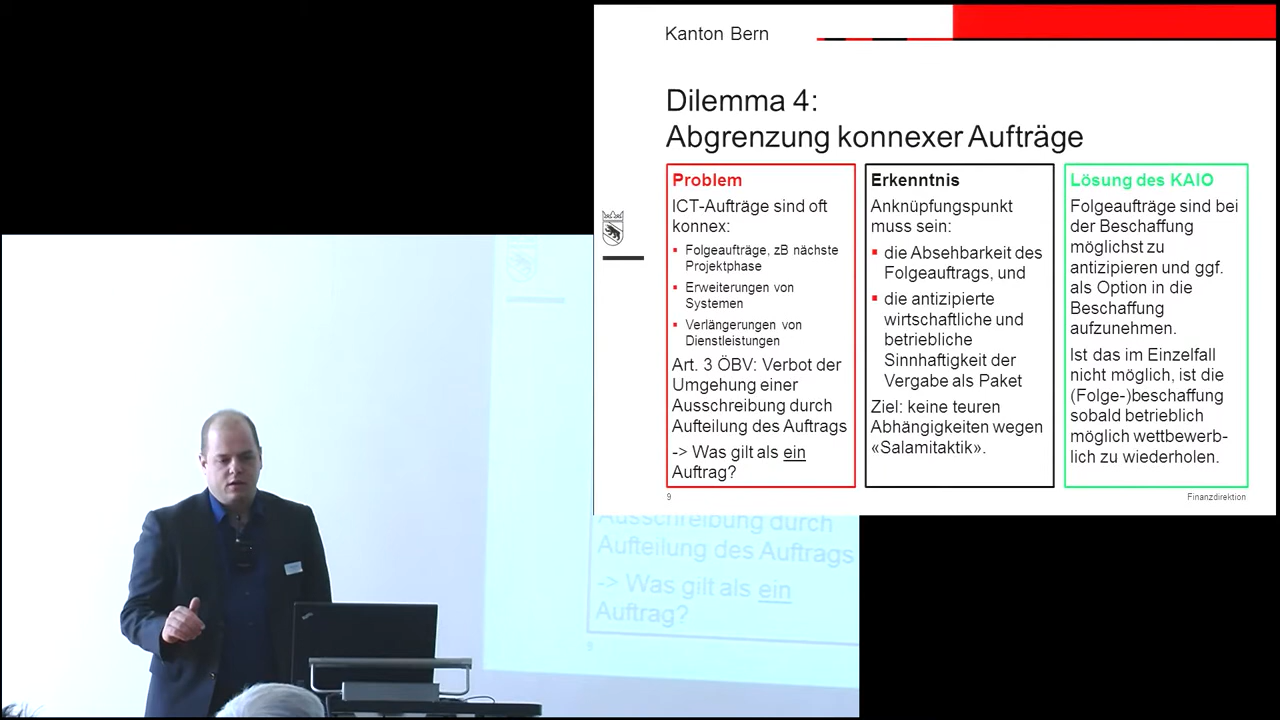 Kanton Bern
Dilemma 4:
Abgrenzung konnexer Aufträge
Problem
ICT-Aufträge sind oft
konnex:
▪ Folgeaufträge, zB nächste
Projektphase
▪ Erweiterungen von
Systemen
▪ Verlängerungen von
Dienstleistungen
Art. 3 ÖBV: Verbot der
Umgehung einer
Ausschreibung durch
Aufteilung des Auftrags
-> Was gilt als ein
Auftrag?
Erkenntnis
Anknüpfungspunkt
muss sein:
▪ die Absehbarkeit des
Folgeauftrags, und
▪ die antizipierte
wirtschaftliche und
betriebliche
Sinnhaftigkeit der
Vergabe als Paket
Ziel: keine teuren
Abhängigkeiten wegen
«Salamitaktik».
Lösung des KAIO
Folgeaufträge sind bei
der Beschaffung
möglichst zu
antizipieren und ggf.
als Option in die
Beschaffung
aufzunehmen.
Ist das im Einzelfall
nicht möglich, ist die
(Folge-)beschaffung
sobald betrieblich
möglich wettbewerb-
lich zu wiederholen.
9
Finanzdirektion
Ausschreibung durch
Aufteilung des Auftrags
-> Was gilt als ein
Auftrag?
9